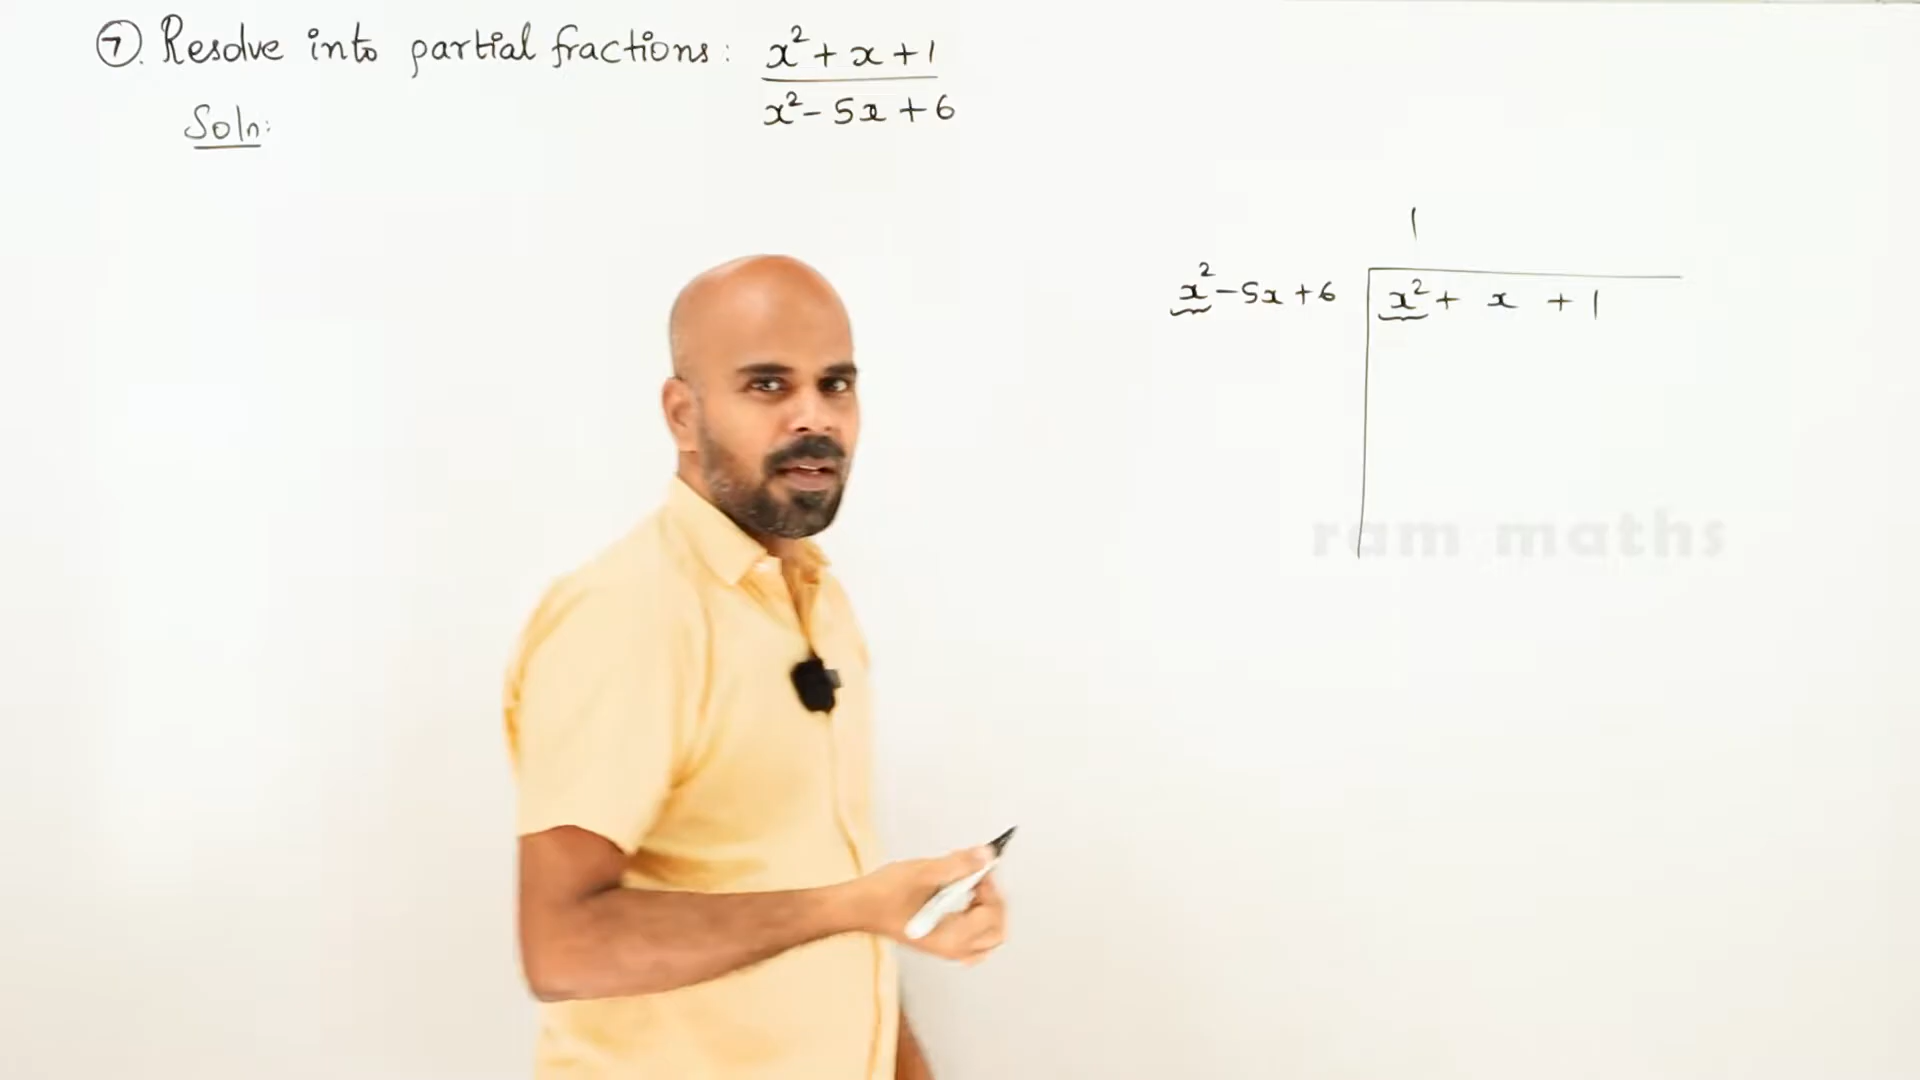 7. Resolve into partial fractions: x² + x + 1
x² - 5x + 6
Soln:
1
x² - 5x + 6 x² + x + 1
ram maths